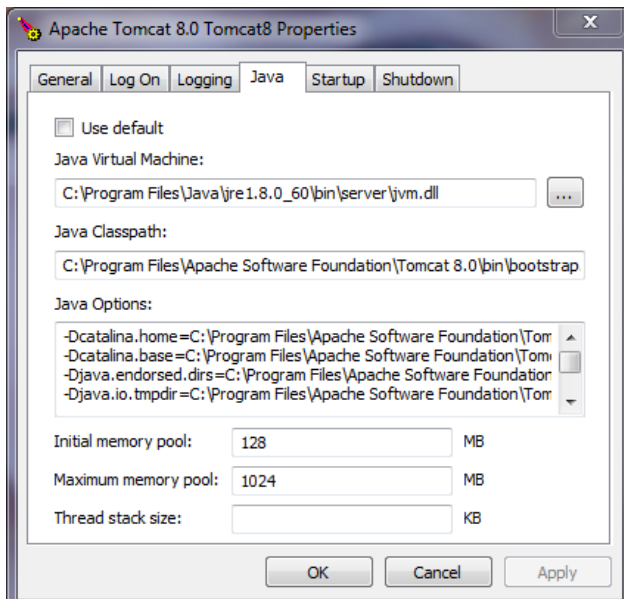 Apache Tomcat 8.0 Tomcat8 Properties
General Log On Logging Java Startup Shutdown
Use default
Java Virtual Machine:
C:\Program Files\Java\jre1.8.0_60\bin\server\jvm.dll ...
Java Classpath:
C:\Program Files\Apache Software Foundation\Tomcat 8.0\bin\bootstrap.
Java Options:
-Dcatalina.home=C:\Program Files\Apache Software Foundation\Tom
-Dcatalina.base=C:\Program Files\Apache Software Foundation\Tom
-Djava.endorsed.dirs=C:\Program Files\Apache Software Foundation
-Djava.io.tmpdir=C:\Program Files\Apache Software Foundation\Tom
Initial memory pool: 128 MB
Maximum memory pool: 1024 MB
Thread stack size: KB
OK Cancel Apply